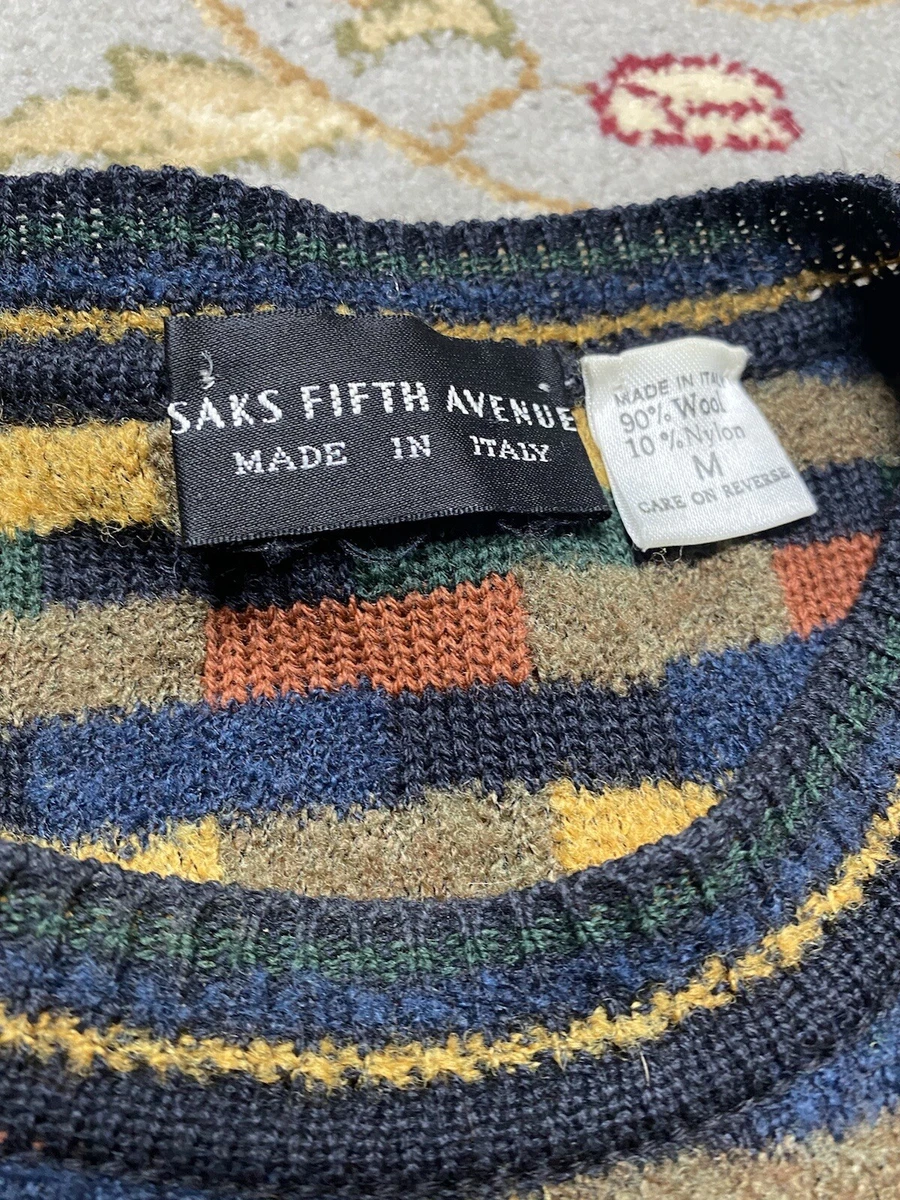 SAKS FIFTH AVENUE
MADE IN ITALY
MADE IN ITALY
90% Wool
10 % Nylon
M
CARE ON REVERSE